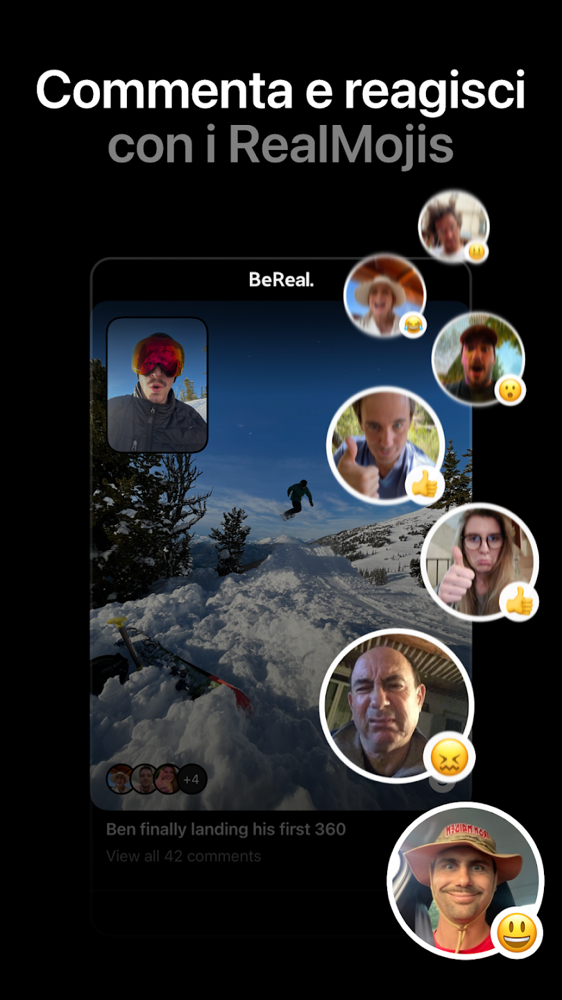 Commenta e reagisci
con i RealMojis
BeReal.
+4
Ben finally landing his first 360
View all 42 comments